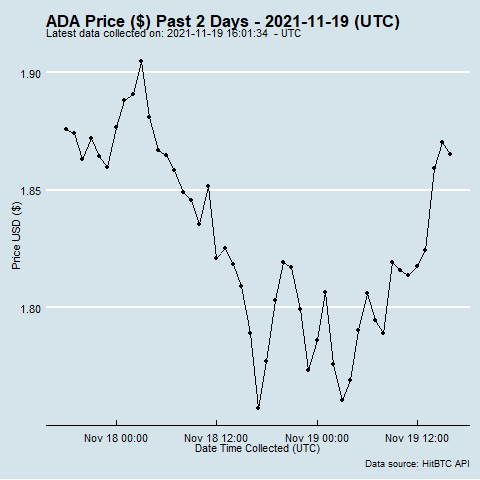 ADA Price ($) Past 2 Days - 2021-11-19 (UTC)
Latest data collected on: 2021-11-19 16:01:34 - UTC
1.90
1.85
1.80
Price USD ($)
Nov 18 00:00 Nov 18 12:00 Nov 19 00:00 Nov 19 12:00
Date Time Collected (UTC)
Data source: HitBTC API